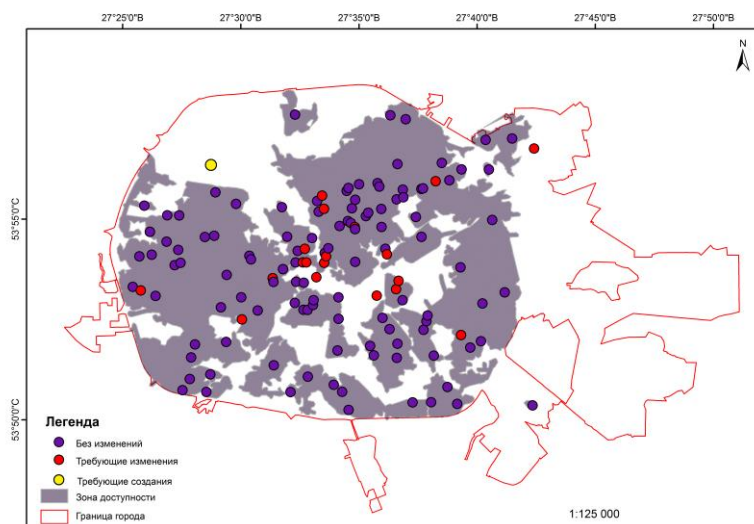 27°25'0"В 27°30'0"В 27°35'0"В 27°40'0"В 27°45'0"В 27°50'0"В
N
53°55'0"С
53°50'0"С
Легенда
Без изменений
Требующие изменения
Требующие создания
Зона доступности
Граница города
1:125 000